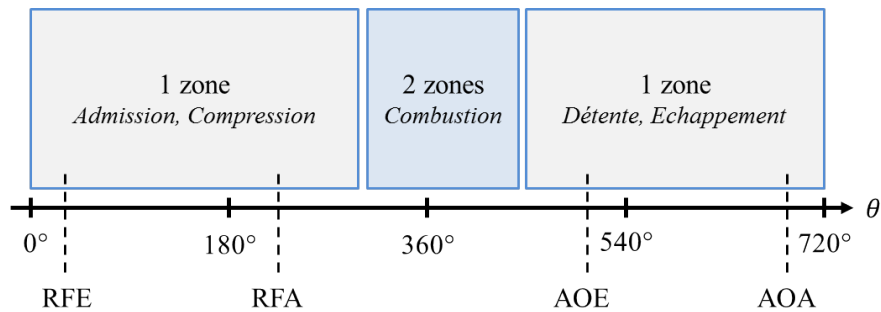 1 zone
Admission, Compression
2 zones
Combustion
1 zone
Détente, Echappement
θ
0°
180°
360°
540°
720°
RFE
RFA
AOE
AOA